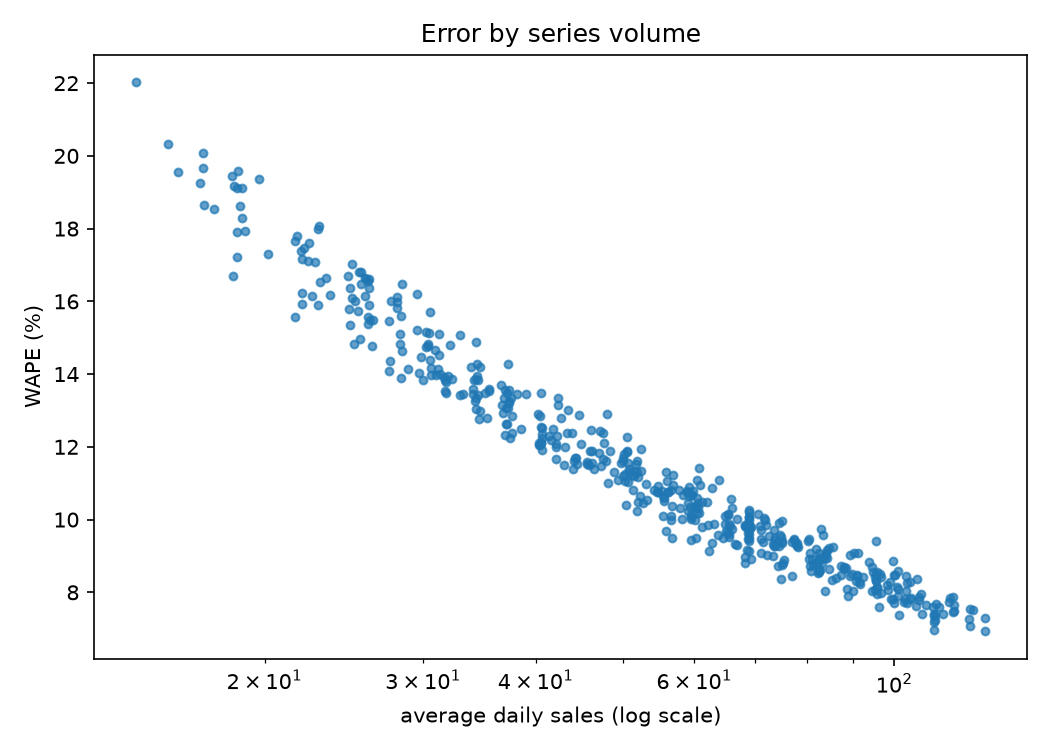 Error by series volume
WAPE (%)
22
20
18
16
14
12
10
8
2 × 10¹
3 × 10¹
4 × 10¹
6 × 10¹
10²
average daily sales (log scale)